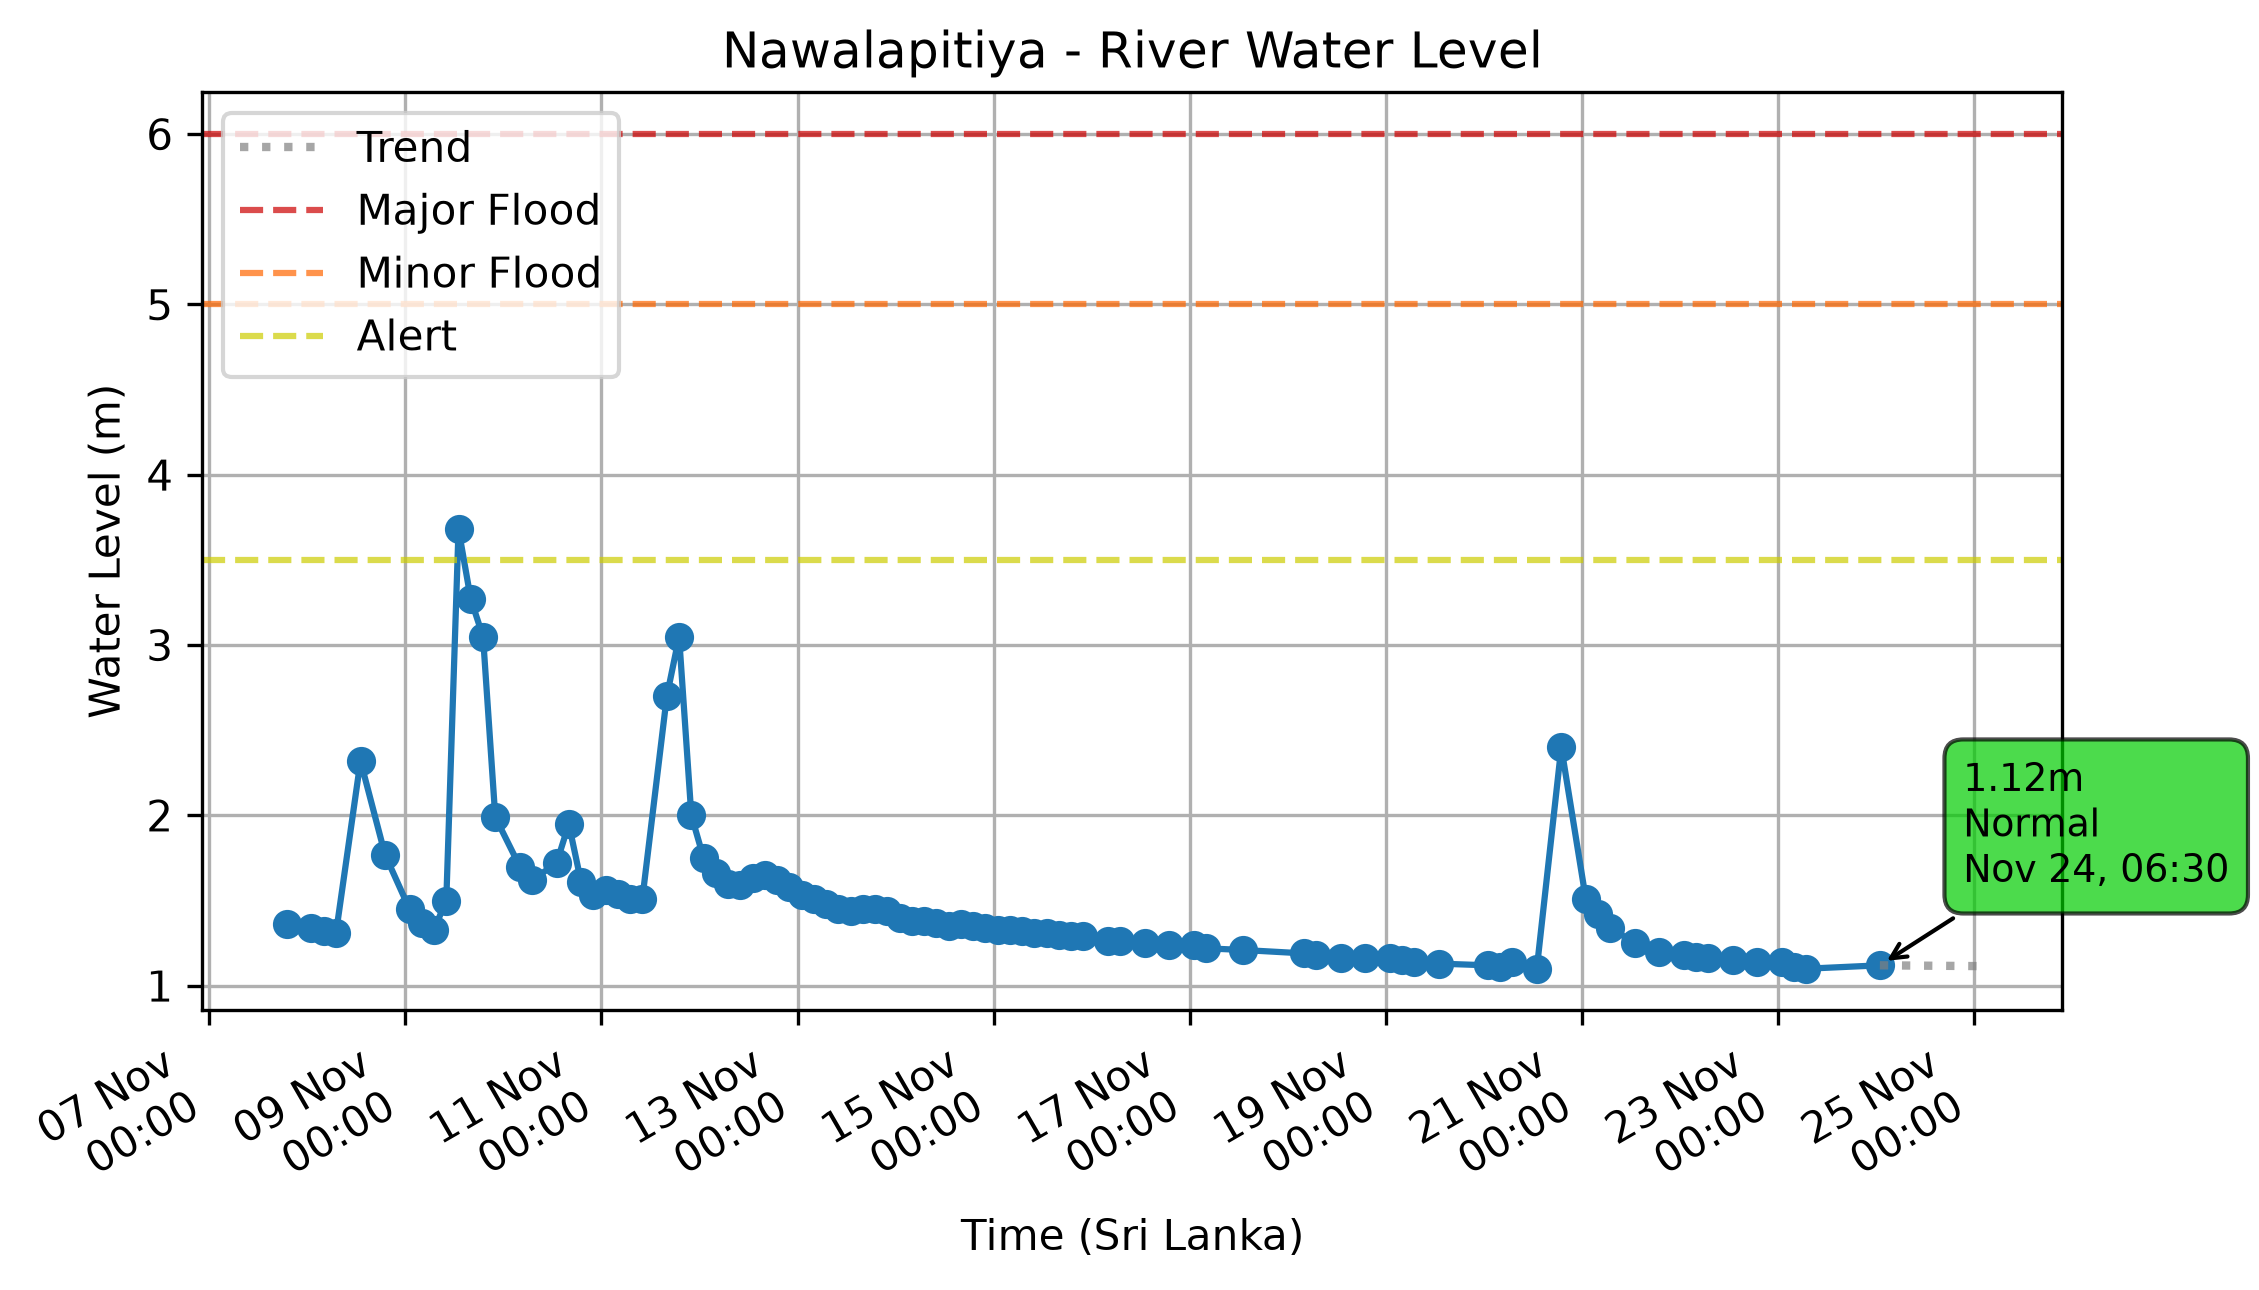 Nawalapitiya - River Water Level
Trend
Major Flood
Minor Flood
Alert
6
5
4
3
2
1
Water Level (m)
1.12m
Normal
Nov 24, 06:30
07 Nov
00:00
09 Nov
00:00
11 Nov
00:00
13 Nov
00:00
15 Nov
00:00
17 Nov
00:00
19 Nov
00:00
21 Nov
00:00
23 Nov
00:00
25 Nov
00:00
Time (Sri Lanka)